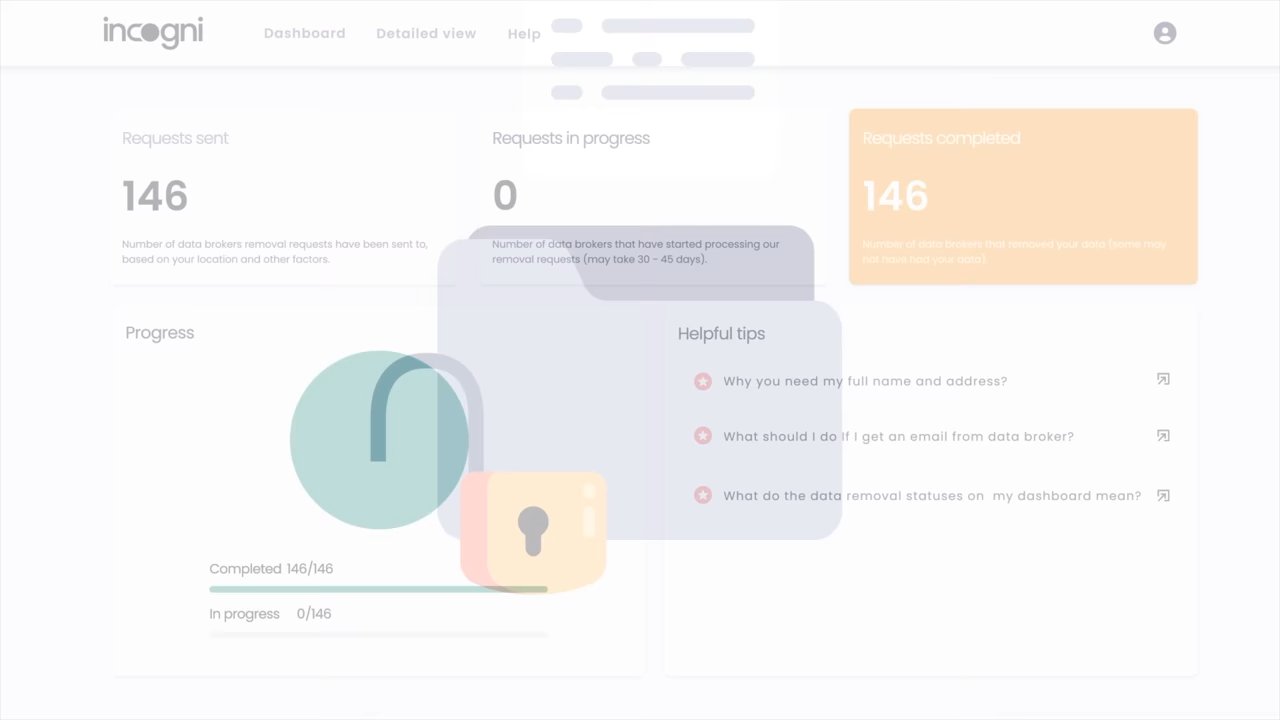 incogni Dashboard Detailed view Help
Requests sent
146
Number of data brokers removal requests have been sent to,
based on your location and other factors.
Requests in progress
0
Number of data brokers that have started processing our
removal requests (may take 30 - 45 days).
Requests completed
146
Number of data brokers that removed your data (some may
not have had your data).
Progress
Completed 146/146
In progress 0/146
Helpful tips
Why you need my full name and address?
What should I do If I get an email from data broker?
What do the data removal statuses on my dashboard mean?